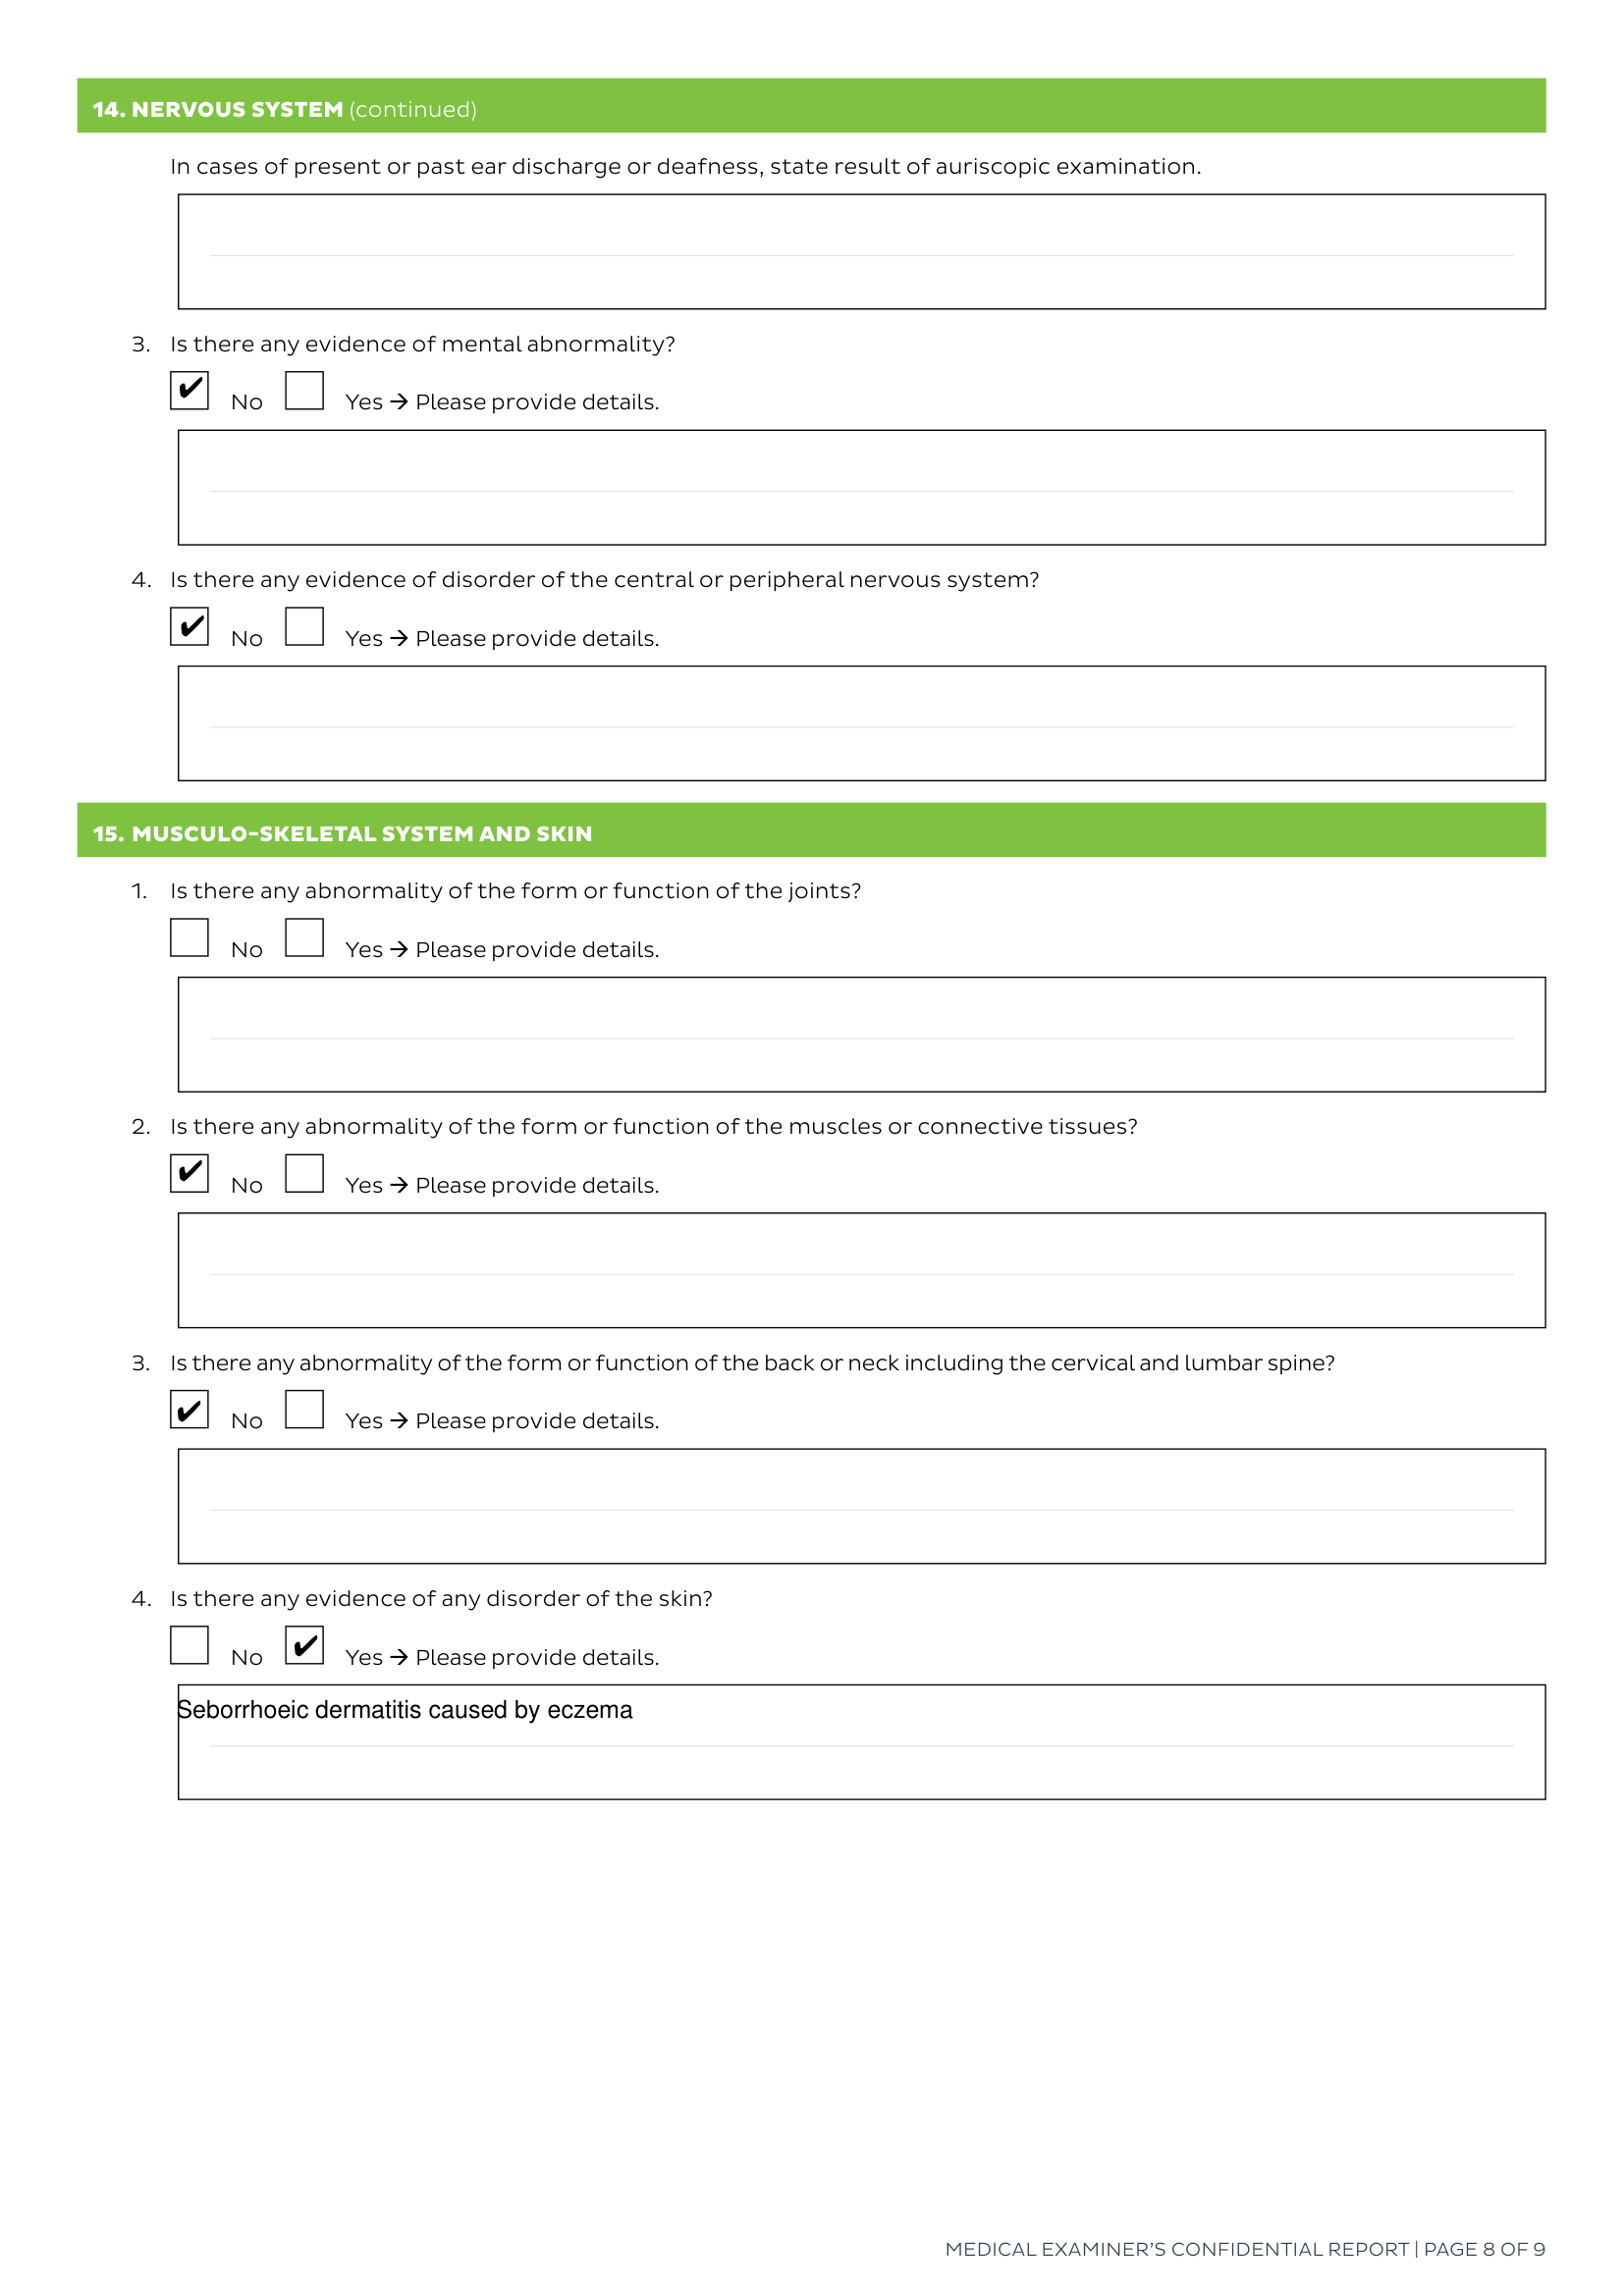 14. NERVOUS SYSTEM (continued)
In cases of present or past ear discharge or deafness, state result of auriscopic examination.
3. Is there any evidence of mental abnormality?
✔ No Yes → Please provide details.
4. Is there any evidence of disorder of the central or peripheral nervous system?
✔ No Yes → Please provide details.
15. MUSCULO-SKELETAL SYSTEM AND SKIN
1. Is there any abnormality of the form or function of the joints?
No Yes → Please provide details.
2. Is there any abnormality of the form or function of the muscles or connective tissues?
✔ No Yes → Please provide details.
3. Is there any abnormality of the form or function of the back or neck including the cervical and lumbar spine?
✔ No Yes → Please provide details.
4. Is there any evidence of any disorder of the skin?
No ✔ Yes → Please provide details.
Seborrhoeic dermatitis caused by eczema
MEDICAL EXAMINER'S CONFIDENTIAL REPORT | PAGE 8 OF 9